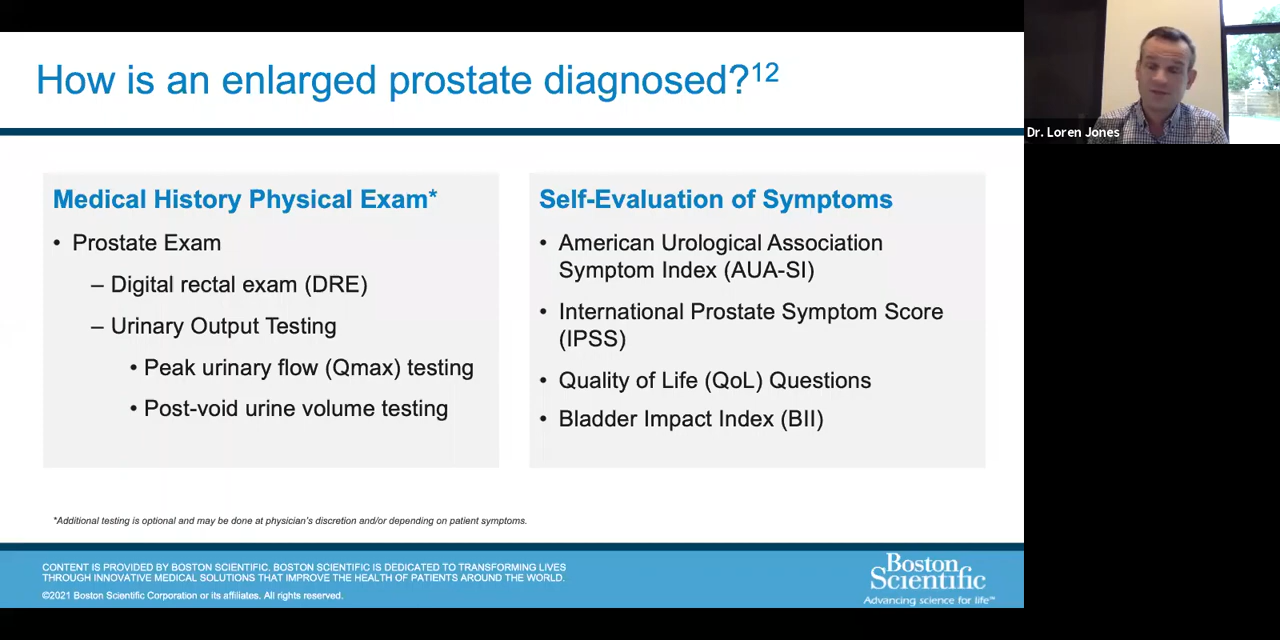 How is an enlarged prostate diagnosed?12
Dr. Loren Jones
Medical History Physical Exam*
• Prostate Exam
– Digital rectal exam (DRE)
– Urinary Output Testing
• Peak urinary flow (Qmax) testing
• Post-void urine volume testing
Self-Evaluation of Symptoms
• American Urological Association
Symptom Index (AUA-SI)
• International Prostate Symptom Score
(IPSS)
• Quality of Life (QoL) Questions
• Bladder Impact Index (BII)
*Additional testing is optional and may be done at physician's discretion and/or depending on patient symptoms.
CONTENT IS PROVIDED BY BOSTON SCIENTIFIC. BOSTON SCIENTIFIC IS DEDICATED TO TRANSFORMING LIVES
THROUGH INNOVATIVE MEDICAL SOLUTIONS THAT IMPROVE THE HEALTH OF PATIENTS AROUND THE WORLD.
©2021 Boston Scientific Corporation or its affiliates. All rights reserved.
Boston
Scientific
Advancing science for life™